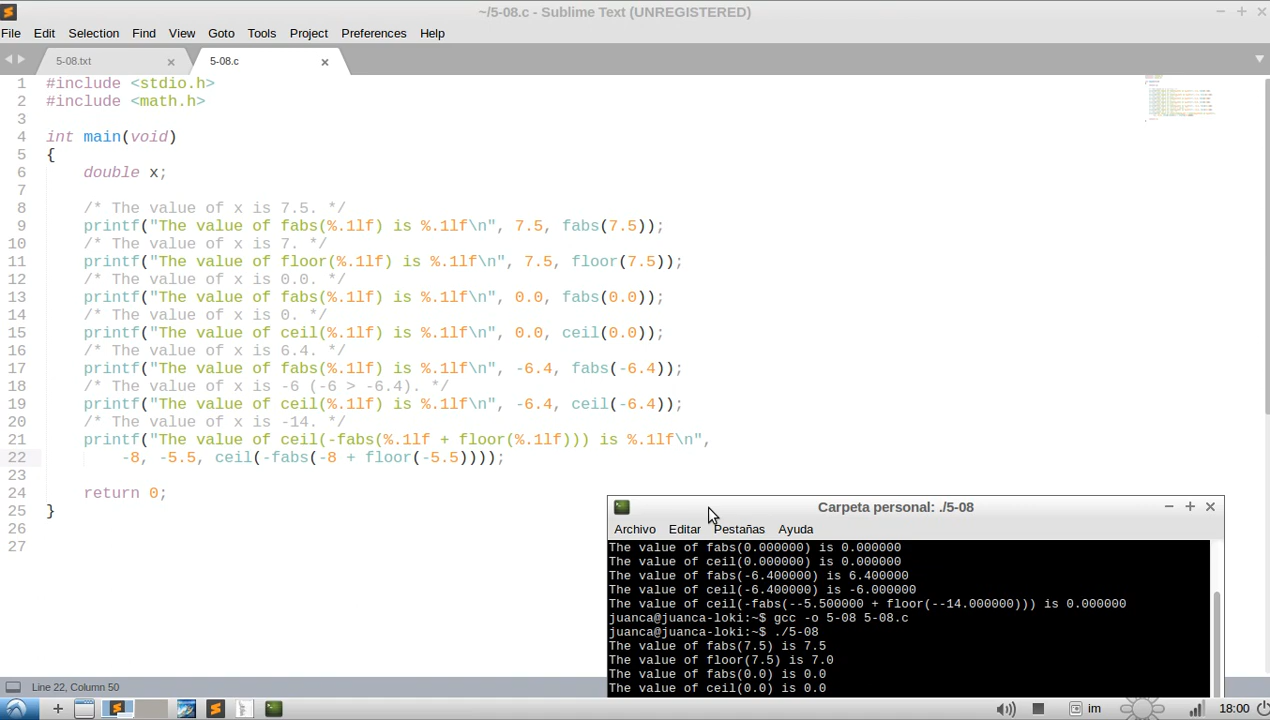 ~/5-08.c - Sublime Text (UNREGISTERED)
File Edit Selection Find View Goto Tools Project Preferences Help
5-08.txt 5-08.c
1 #include <stdio.h>
2 #include <math.h>
3
4 int main(void)
5 {
6 double x;
7
8 /* The value of x is 7.5. */
9 printf("The value of fabs(%.1lf) is %.1lf\n", 7.5, fabs(7.5));
10 /* The value of x is 7. */
11 printf("The value of floor(%.1lf) is %.1lf\n", 7.5, floor(7.5));
12 /* The value of x is 0.0. */
13 printf("The value of fabs(%.1lf) is %.1lf\n", 0.0, fabs(0.0));
14 /* The value of x is 0. */
15 printf("The value of ceil(%.1lf) is %.1lf\n", 0.0, ceil(0.0));
16 /* The value of x is 6.4. */
17 printf("The value of fabs(%.1lf) is %.1lf\n", -6.4, fabs(-6.4));
18 /* The value of x is -6 (-6 > -6.4). */
19 printf("The value of ceil(%.1lf) is %.1lf\n", -6.4, ceil(-6.4));
20 /* The value of x is -14. */
21 printf("The value of ceil(-fabs(%.1lf + floor(%.1lf))) is %.1lf\n",
22 -8, -5.5, ceil(-fabs(-8 + floor(-5.5))));
23
24 return 0;
25 }
26
27
Carpeta personal: ./5-08
Archivo Editar Pestañas Ayuda
The value of fabs(0.000000) is 0.000000
The value of ceil(0.000000) is 0.000000
The value of fabs(-6.400000) is 6.400000
The value of ceil(-6.400000) is -6.000000
The value of ceil(-fabs(--5.500000 + floor(--14.000000))) is 0.000000
juanca@juanca-loki:~$ gcc -o 5-08 5-08.c
juanca@juanca-loki:~$ ./5-08
The value of fabs(7.5) is 7.5
The value of floor(7.5) is 7.0
The value of fabs(0.0) is 0.0
The value of ceil(0.0) is 0.0
Line 22, Column 50
im 18:00